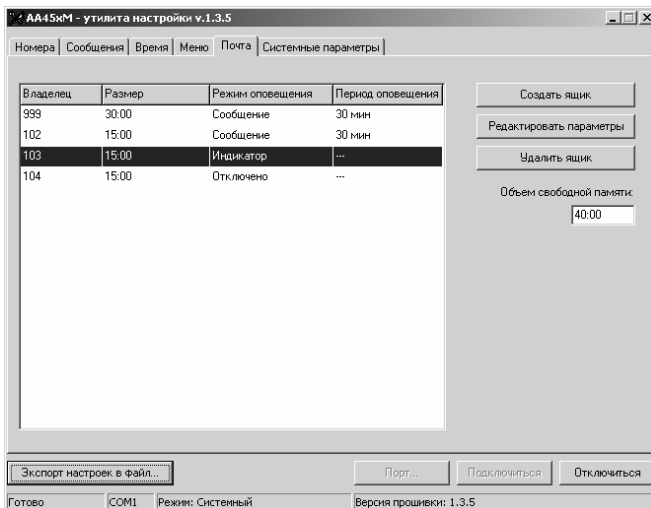 AA45xM - утилита настройки v.1.3.5
Номера Сообщения Время Меню Почта Системные параметры
Владелец Размер Режим оповещения Период оповещения
999 30:00 Сообщение 30 мин
102 15:00 Сообщение 30 мин
103 15:00 Индикатор ---
104 15:00 Отключено ---
Создать ящик
Редактировать параметры
Удалить ящик
Объем свободной памяти:
40:00
Экспорт настроек в файл... Порт... Подключиться Отключиться
Готово COM1 Режим: Системный Версия прошивки: 1.3.5